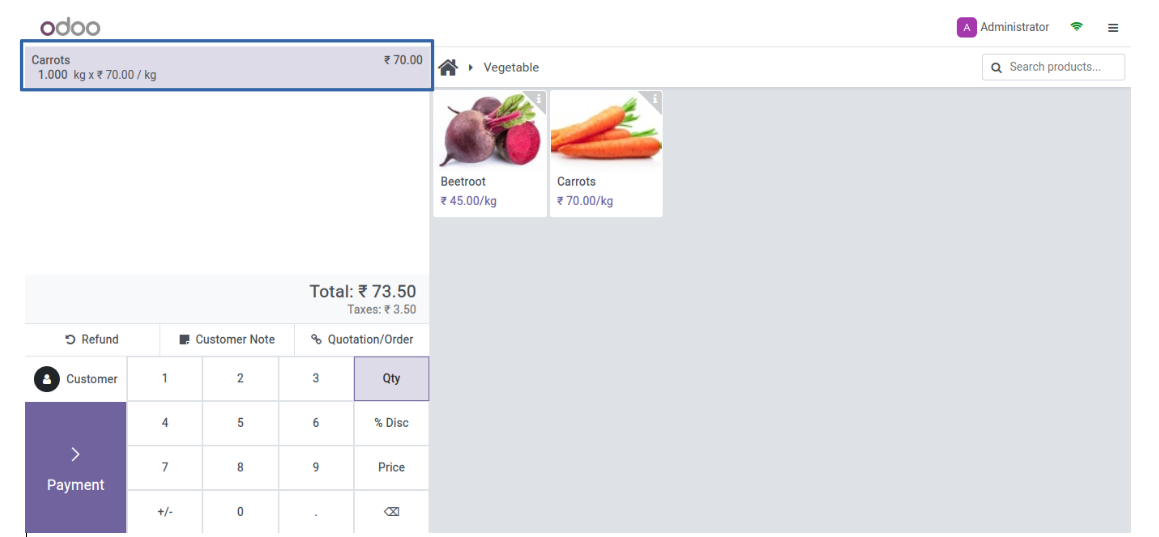 odoo
A Administrator
Carrots ₹ 70.00
1.000 kg x ₹ 70.00 / kg
Vegetable
Search products...
i i
Beetroot Carrots
₹ 45.00/kg ₹ 70.00/kg
Total: ₹ 73.50
Taxes: ₹ 3.50
Refund Customer Note Quotation/Order
Customer 1 2 3 Qty
4 5 6 % Disc
Payment 7 8 9 Price
+/- 0 .